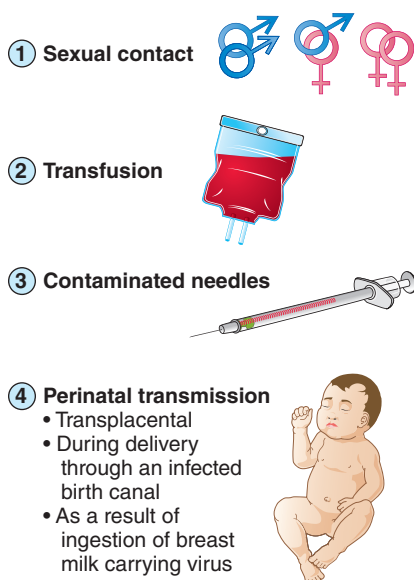 1 Sexual contact
2 Transfusion
3 Contaminated needles
4 Perinatal transmission
• Transplacental
• During delivery
through an infected
birth canal
• As a result of
ingestion of breast
milk carrying virus